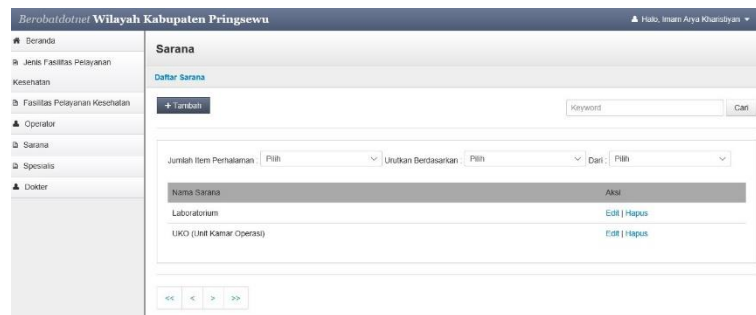 Berobatdotnet Wilayah Kabupaten Pringsewu
Halo, Imam Arya Kharistiyan
Beranda
Jenis Fasilitas Pelayanan
Kesehatan
Fasilitas Pelayanan Kesehatan
Operator
Sarana
Spesialis
Dokter
Sarana
Daftar Sarana
+ Tambah
Keyword Cari
Jumlah Item Perhalaman : Pilih Urutkan Berdasarkan : Pilih Dari : Pilih
Nama Sarana Aksi
Laboratorium Edit | Hapus
UKO (Unit Kamar Operasi) Edit | Hapus
<< < > >>